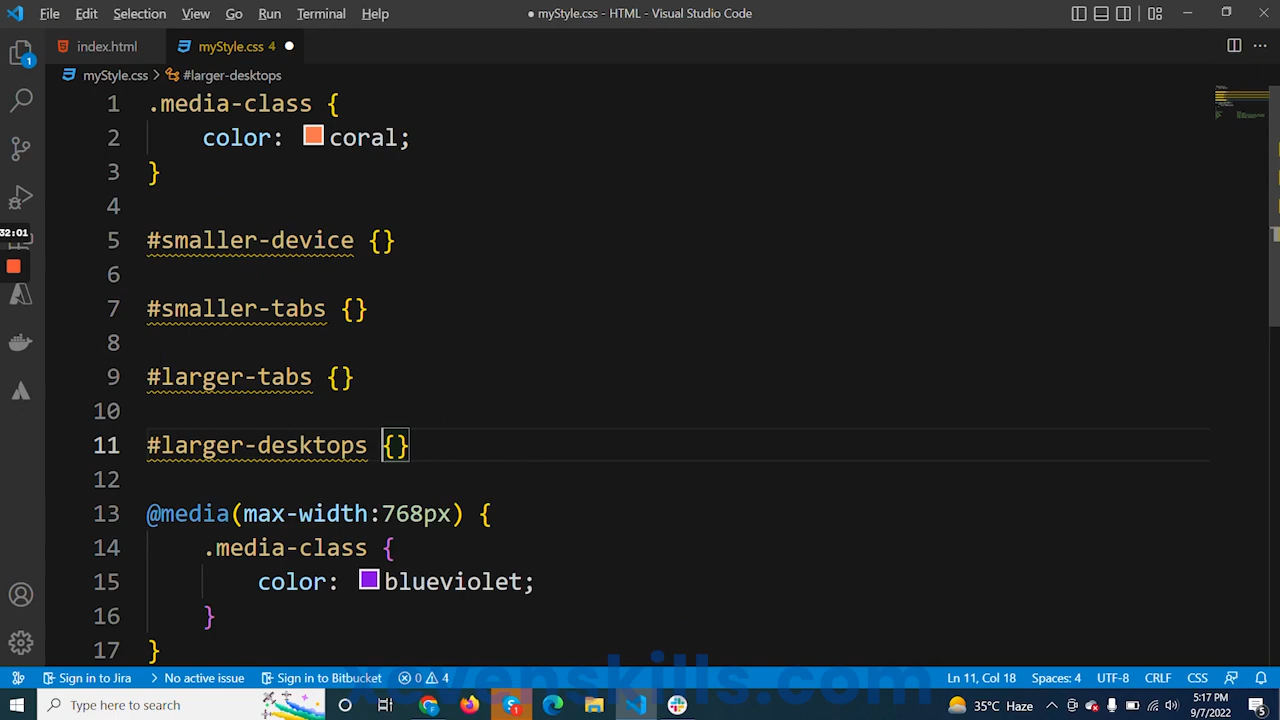 File Edit Selection View Go Run Terminal Help
● myStyle.css - HTML - Visual Studio Code
index.html
myStyle.css 4
myStyle.css > #larger-desktops
1 .media-class {
2 color: coral;
3 }
4
5 #smaller-device {}
6
7 #smaller-tabs {}
8
9 #larger-tabs {}
10
11 #larger-desktops {}
12
13 @media(max-width:768px) {
14 .media-class {
15 color: blueviolet;
16 }
17 }
1
32:01
Sign in to Jira
No active issue
Sign in to Bitbucket
0
4
Ln 11, Col 18
Spaces: 4
UTF-8
CRLF
CSS
Type here to search
1
35°C Haze
5:17 PM
9/7/2022
5